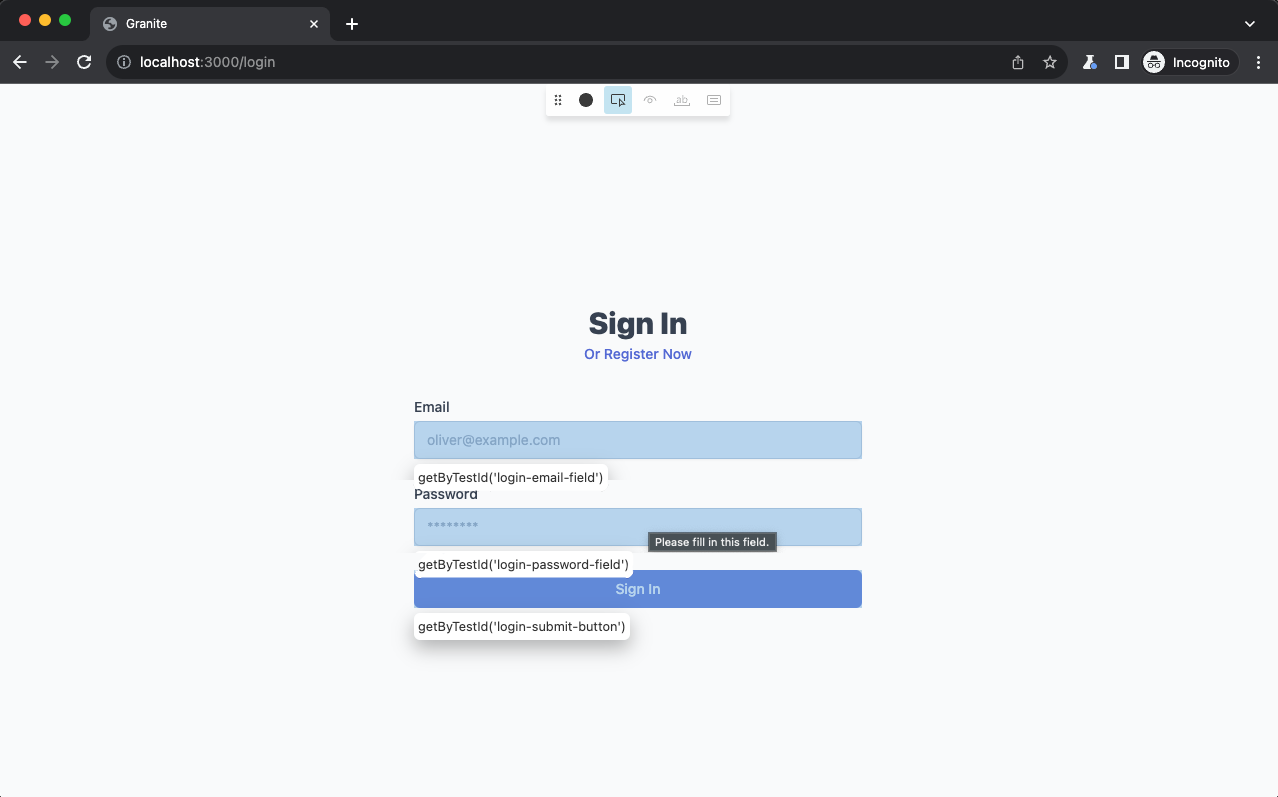 Granite
localhost:3000/login
Incognito
ab
Sign In
Or Register Now
Email
oliver@example.com
getByTestId('login-email-field')
Password
********
Please fill in this field.
getByTestId('login-password-field')
Sign In
getByTestId('login-submit-button')